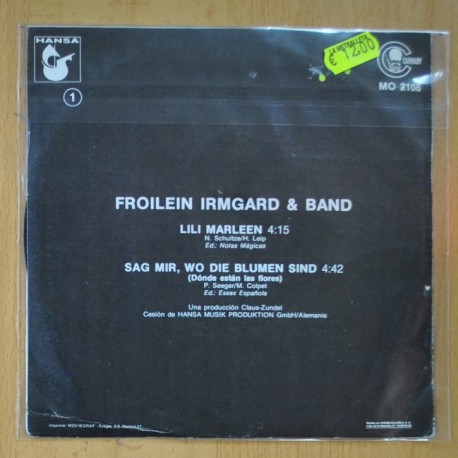 HANSA
LA METRALLETA
€ 12.00
CARNABY
MO 2108
1
FROILEIN IRMGARD & BAND
LILI MARLEEN 4:15
N. Schultze/H. Leip
Ed.: Notas Mágicas
SAG MIR, WO DIE BLUMEN SIND 4:42
(Dónde están las flores)
P. Seeger/M. Colpet
Ed.: Essex Española
Una producción Claus-Zundel
Cesión de HANSA MUSIK PRODUKTION GmbH/Alemania